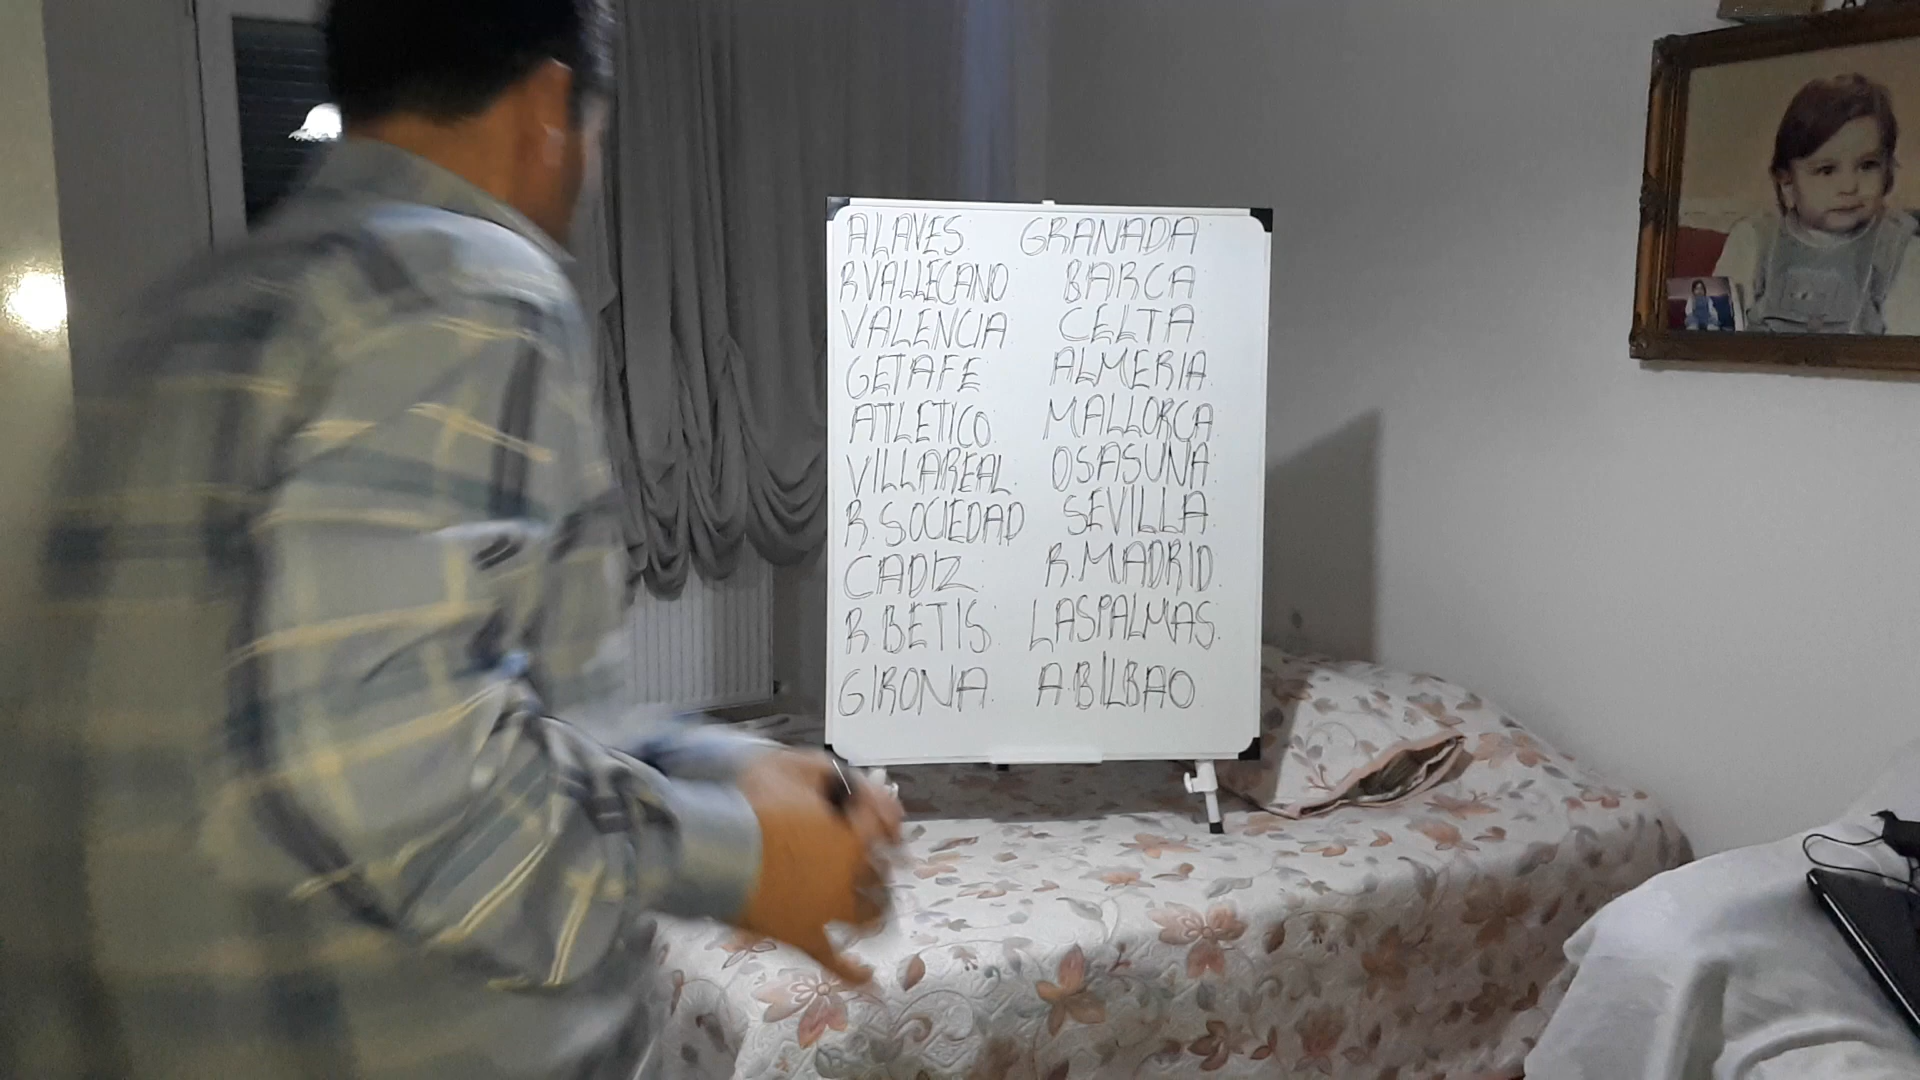 ALAVES GRANADA
R VALLECANO BARCA
VALENCIA CELTA
GETAFE ALMERIA
ATLETICO MALLORCA
VILLAREAL OSASUNA
R. SOCIEDAD SEVILLA
CADIZ R. MADRID
R. BETIS LASPALMAS
GIRONA A.BILBAO